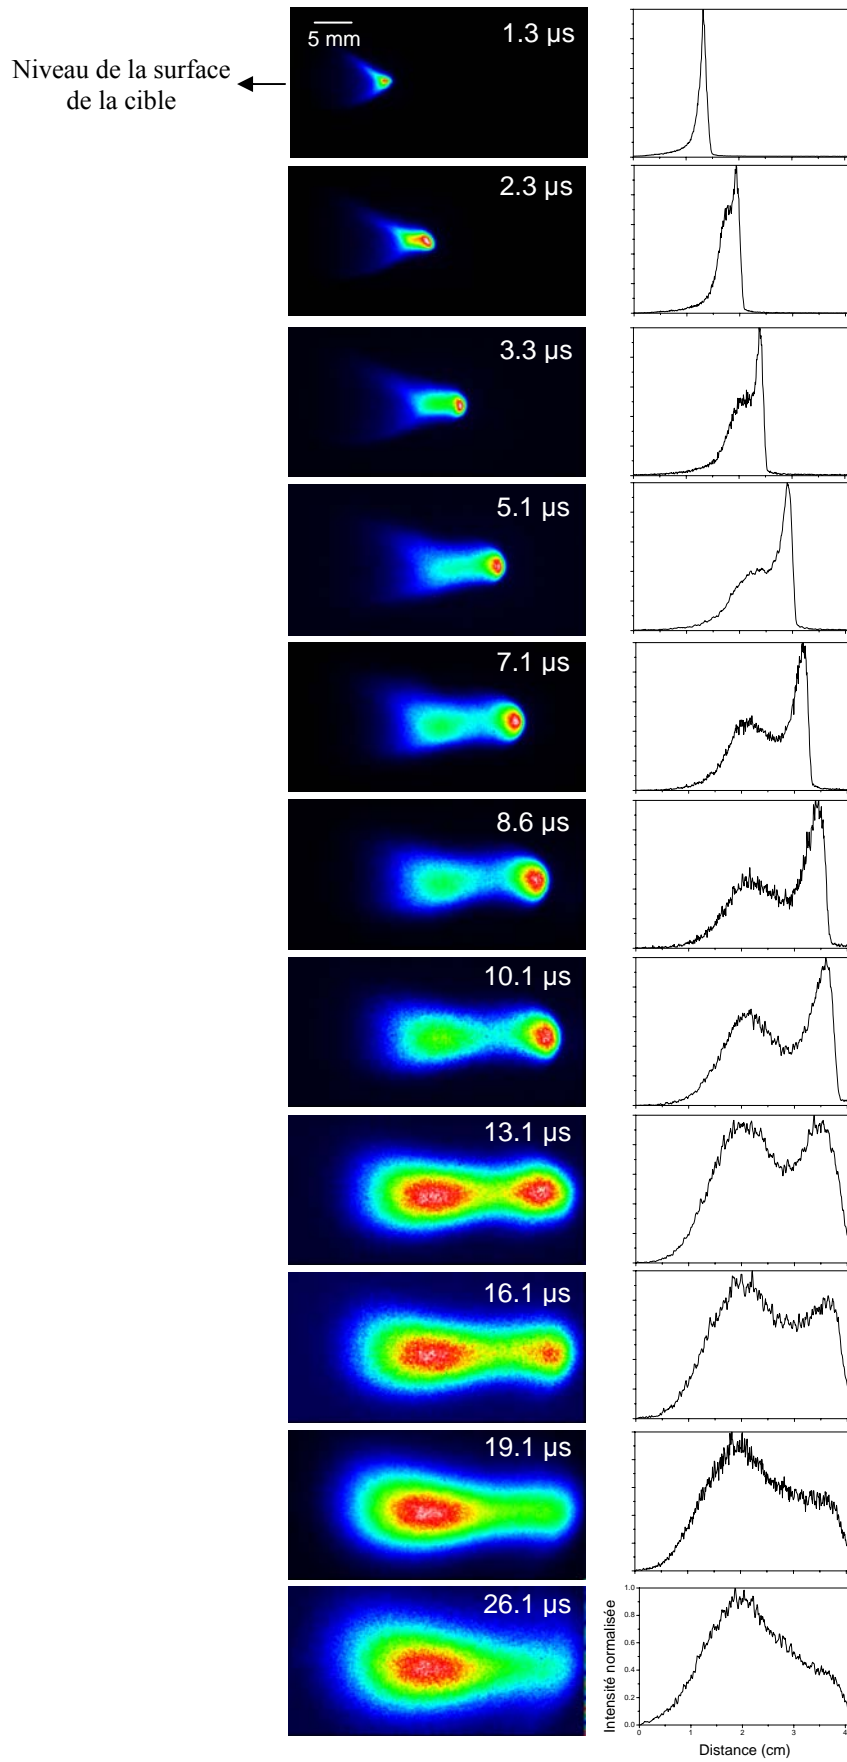 5 mm
1.3 µs
Niveau de la surface
de la cible
2.3 µs
3.3 µs
5.1 µs
7.1 µs
8.6 µs
10.1 µs
13.1 µs
16.1 µs
19.1 µs
26.1 µs
Intensité normalisée
1.0
0.8
0.6
0.4
0.2
0.0
0 1 2 3 4
Distance (cm)